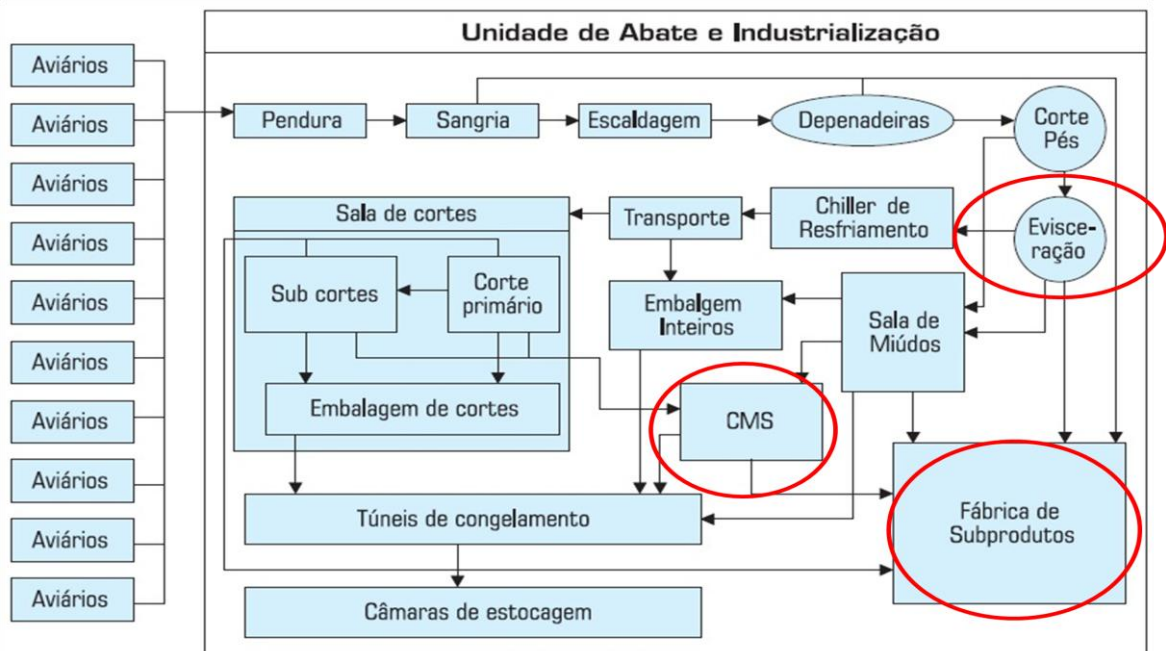 Unidade de Abate e Industrialização
Aviários
Aviários
Aviários
Aviários
Aviários
Aviários
Aviários
Aviários
Aviários
Aviários
Pendura
Sangria
Escaldagem
Depenadeiras
Corte
Pés
Sala de cortes
Transporte
Chiller de
Resfriamento
Evisce-
ração
Sub cortes
Corte
primário
Embalgem
Inteiros
Sala de
Miúdos
Embalagem de cortes
CMS
Túneis de congelamento
Fábrica de
Subprodutos
Câmaras de estocagem